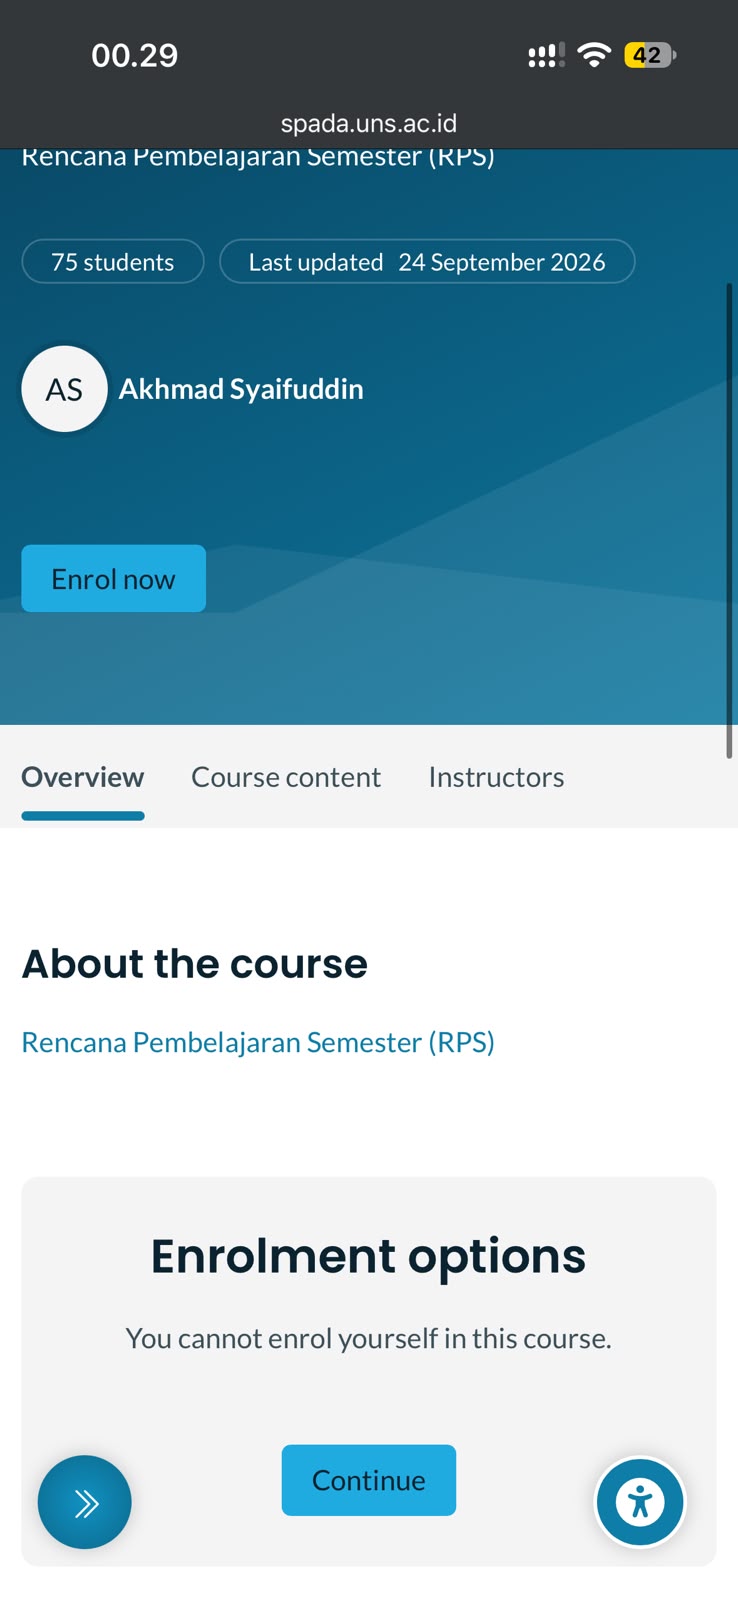 00.29
42
spada.uns.ac.id
Rencana Pembelajaran Semester (RPS)
75 students
Last updated 24 September 2026
AS
Akhmad Syaifuddin
Enrol now
Overview
Course content
Instructors
About the course
Rencana Pembelajaran Semester (RPS)
Enrolment options
You cannot enrol yourself in this course.
Continue